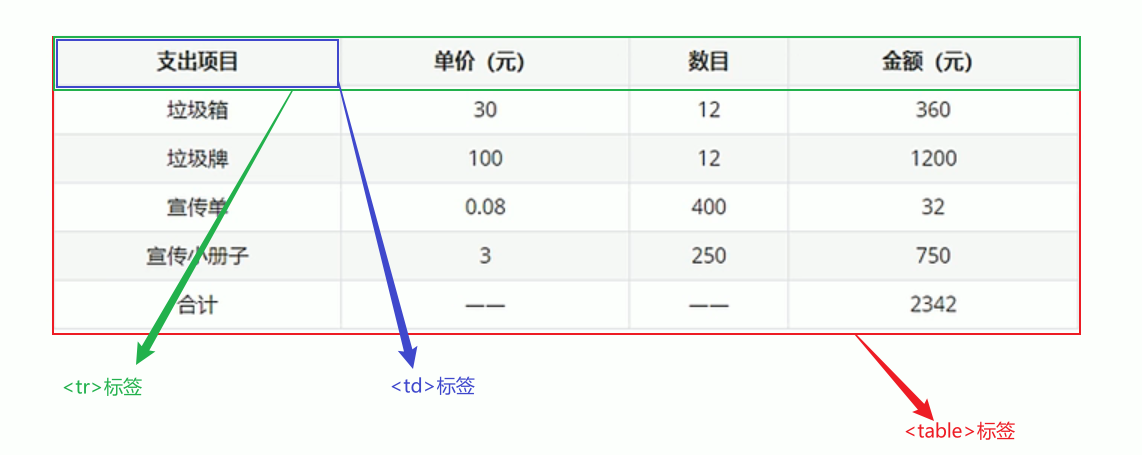 支出项目 单价（元） 数目 金额（元）
垃圾箱 30 12 360
垃圾牌 100 12 1200
宣传单 0.08 400 32
宣传小册子 3 250 750
合计 —— —— 2342
<tr>标签 <td>标签
<table>标签